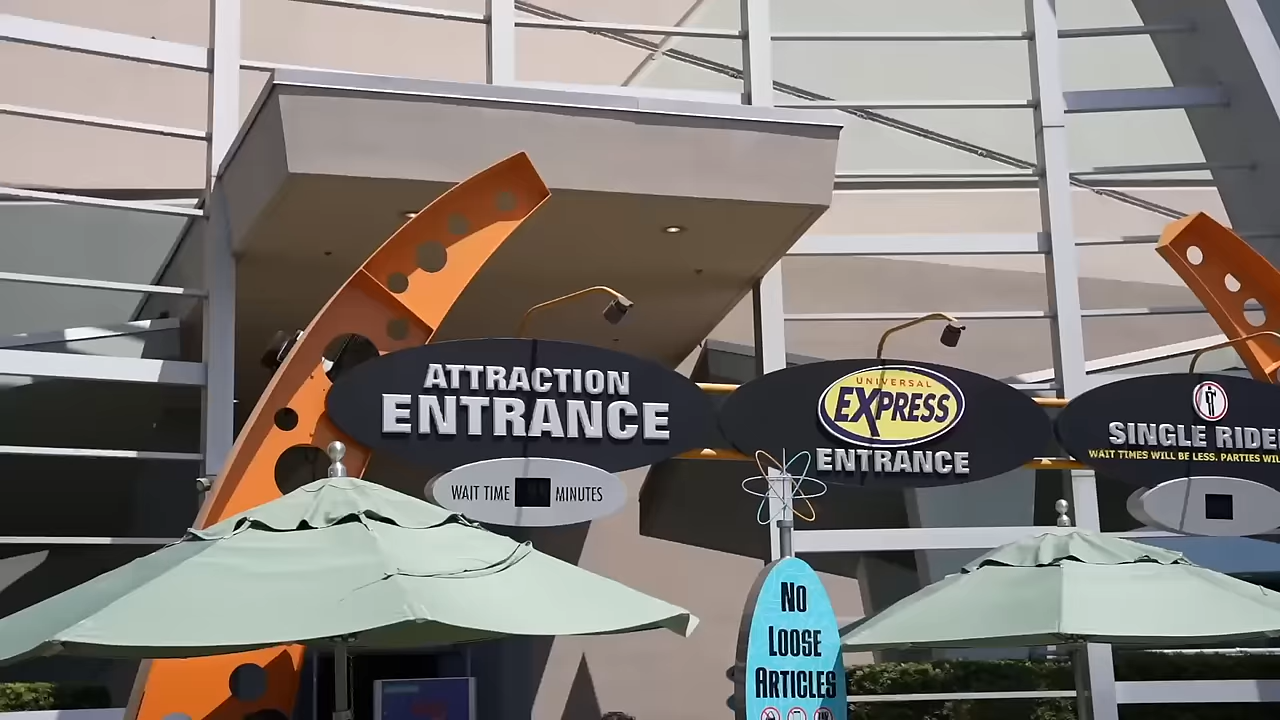 ATTRACTION
ENTRANCE
WAIT TIME MINUTES
UNIVERSAL
EXPRESS
ENTRANCE
SINGLE RIDE
WAIT TIMES WILL BE LESS. PARTIES WIL
NO
LOOSE
ARTICLES